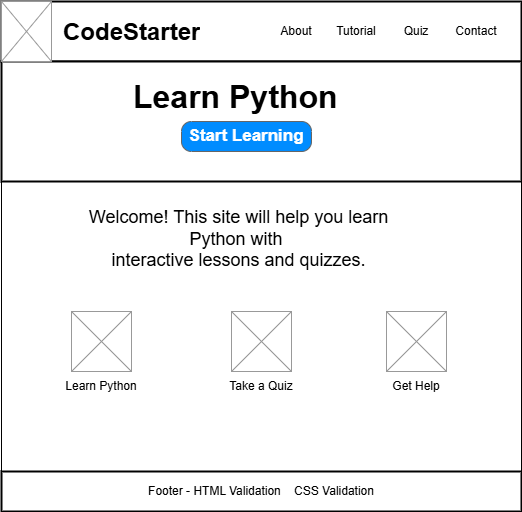 CodeStarter
About Tutorial Quiz Contact
Learn Python
Start Learning
Welcome! This site will help you learn
Python with
interactive lessons and quizzes.
Learn Python Take a Quiz Get Help
Footer - HTML Validation CSS Validation